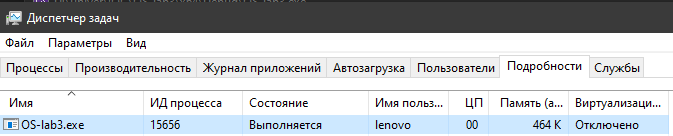 Диспетчер задач
Файл Параметры Вид
Процессы Производительность Журнал приложений Автозагрузка Пользователи Подробности Службы
Имя ИД процесса Состояние Имя польз... ЦП Память (а... Виртуализаци...
OS-lab3.exe 15656 Выполняется lenovo 00 464 K Отключено